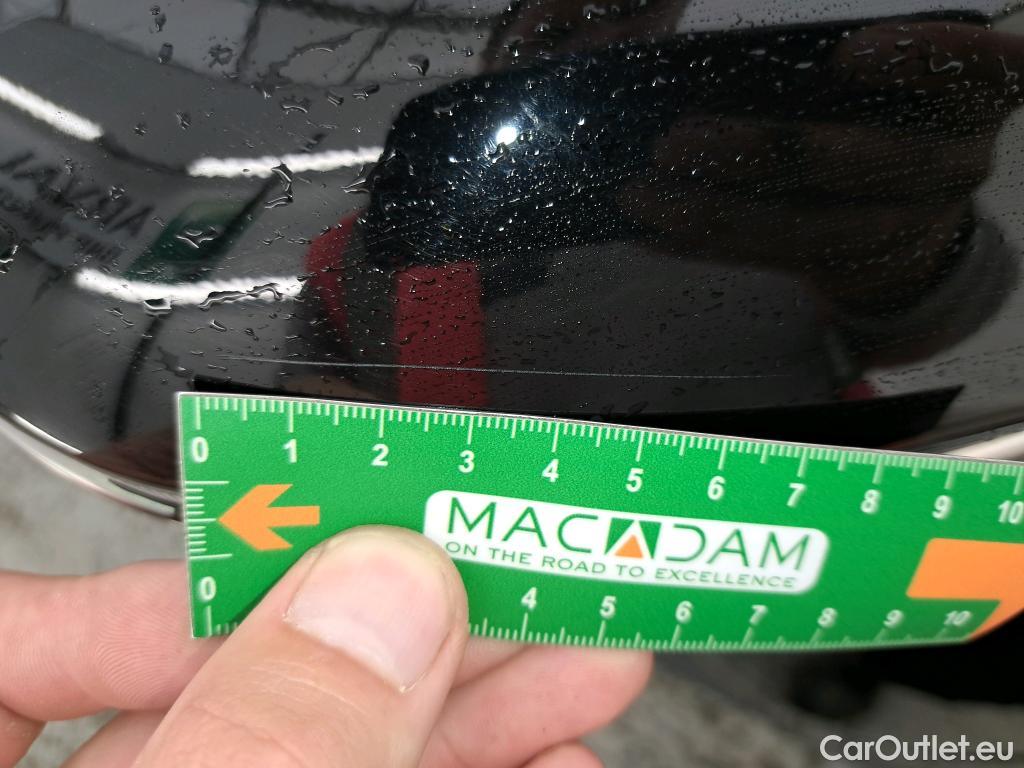 0 1 2 3 4 5 6 7 8 9 10
MACADAM
ON THE ROAD TO EXCELLENCE
0 4 5 6 7 8 9 10
CarOutlet.eu